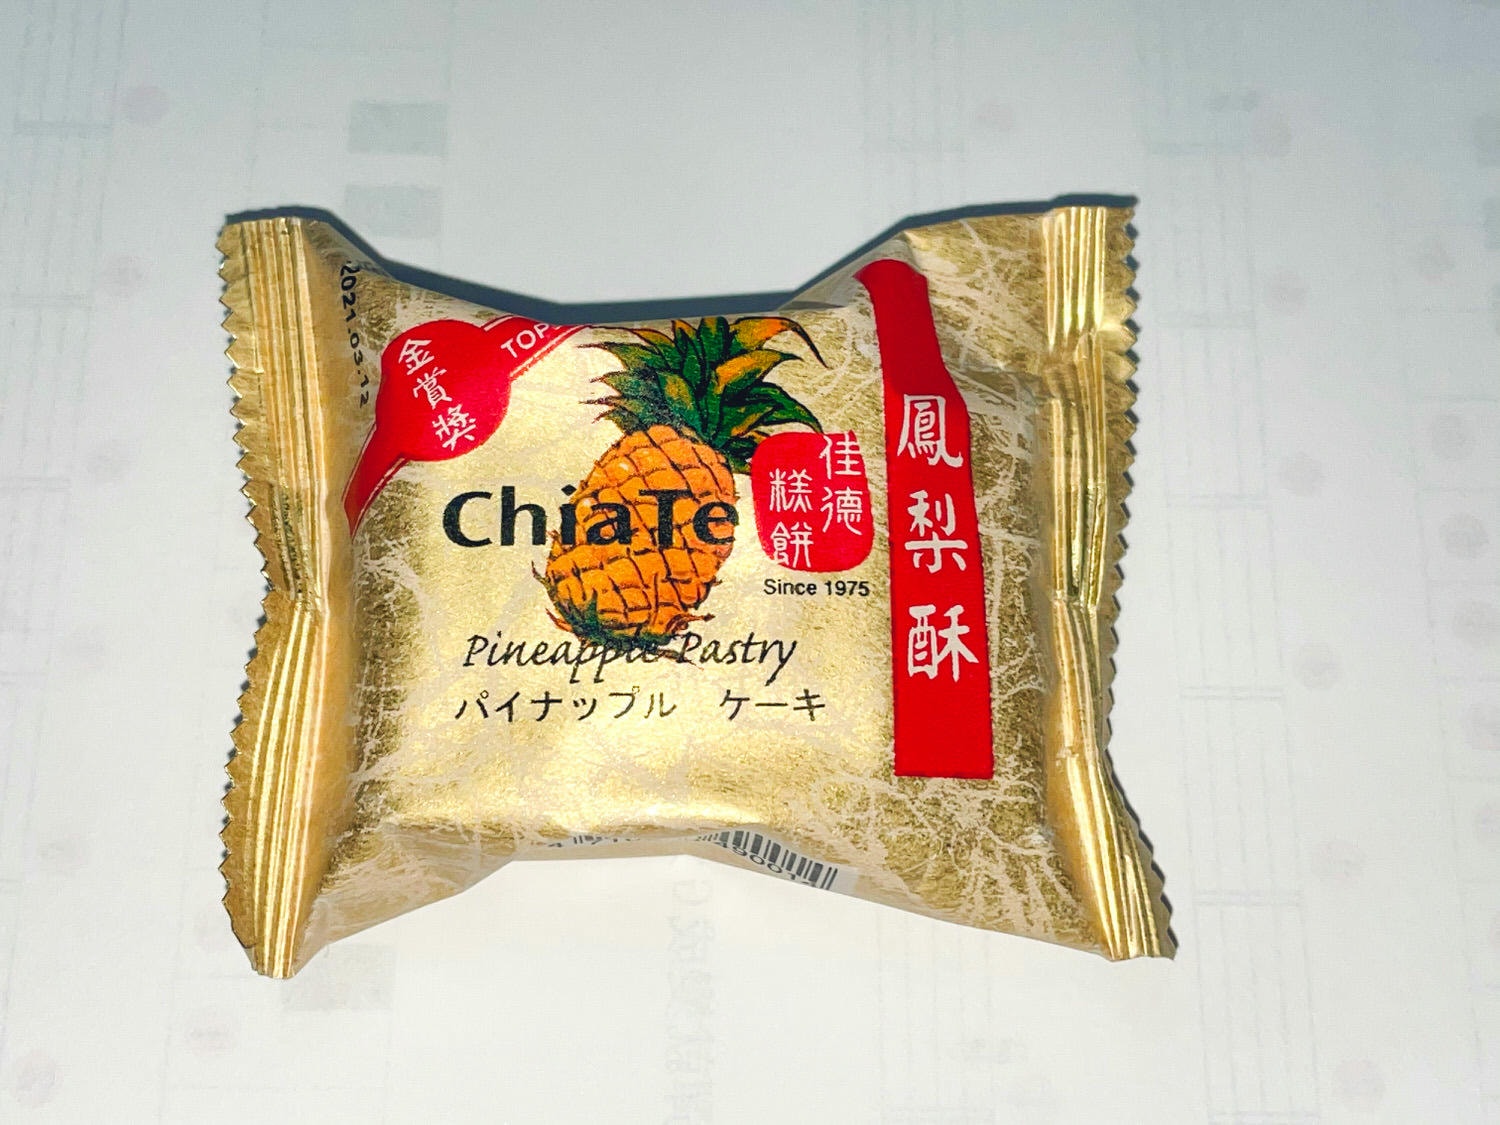 2021.03.12
金賞獎
TOP
ChiaTe
佳德
糕餅
Since 1975
Pineapple Pastry
パイナップル ケーキ
鳳梨酥